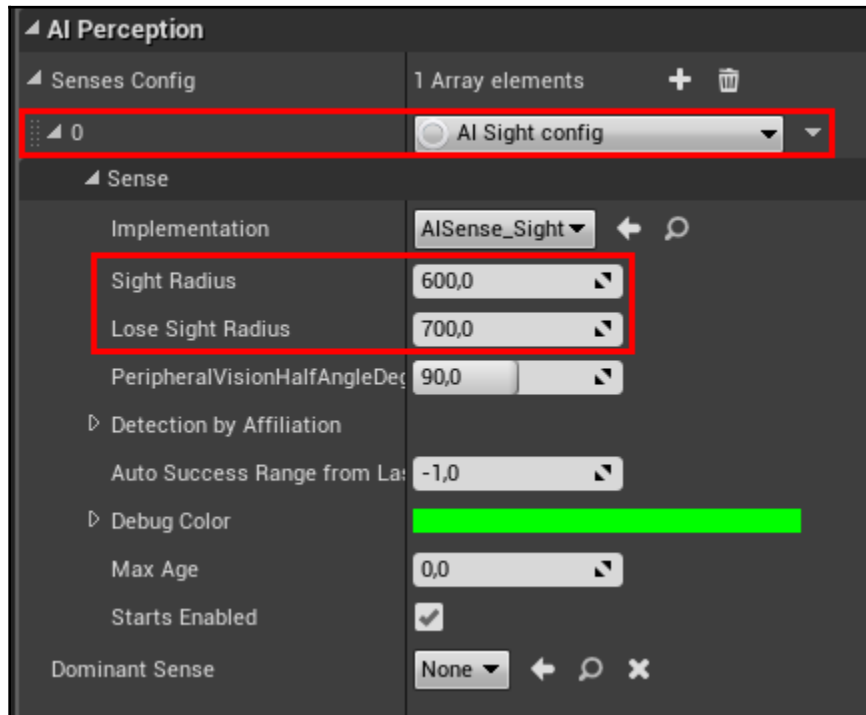 AI Perception
Senses Config 1 Array elements
0 AI Sight config
Sense
Implementation AISense_Sight
Sight Radius 600,0
Lose Sight Radius 700,0
PeripheralVisionHalfAngleDeg 90,0
Detection by Affiliation
Auto Success Range from Las -1,0
Debug Color
Max Age 0,0
Starts Enabled
Dominant Sense None